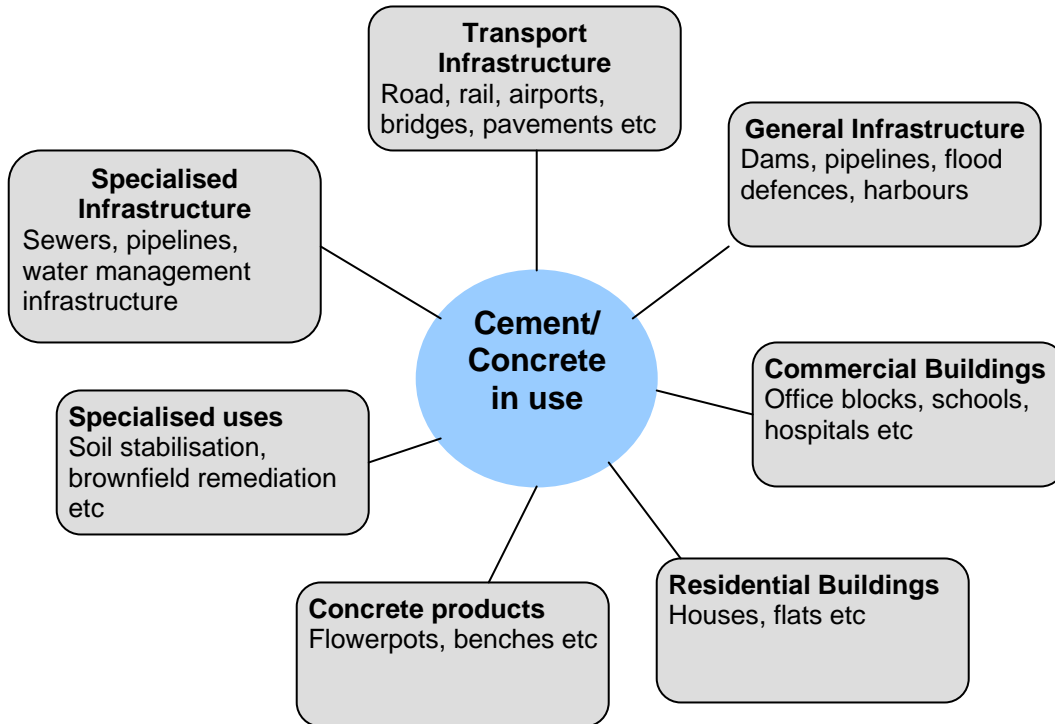 Transport
Infrastructure
Road, rail, airports,
bridges, pavements etc
General Infrastructure
Dams, pipelines, flood
defences, harbours
Specialised
Infrastructure
Sewers, pipelines,
water management
infrastructure
Cement/
Concrete
in use
Commercial Buildings
Office blocks, schools,
hospitals etc
Specialised uses
Soil stabilisation,
brownfield remediation
etc
Residential Buildings
Houses, flats etc
Concrete products
Flowerpots, benches etc